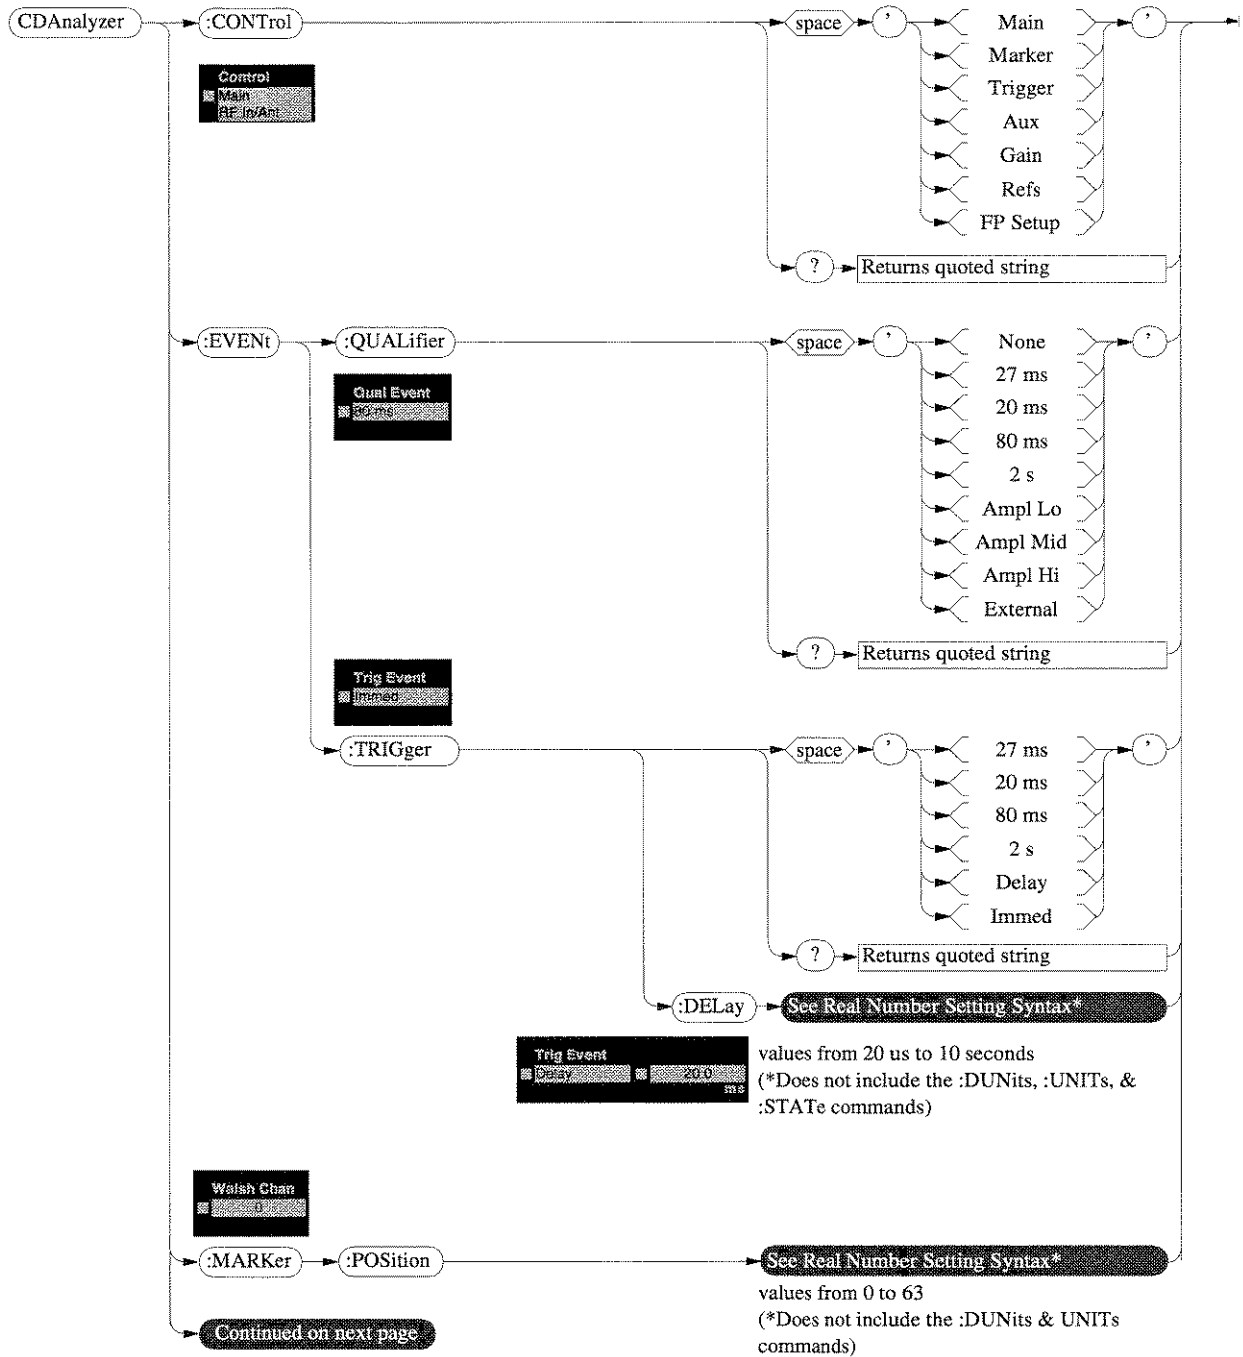 CDAnalyzer
:CONTrol
space
'
Main
'
Marker
Trigger
Aux
Gain
Refs
FP Setup
?
Returns quoted string
Control
Main
RF In/Ant
:EVENt
:QUALifier
space
'
None
'
27 ms
20 ms
80 ms
2 s
Ampl Lo
Ampl Mid
Ampl Hi
External
?
Returns quoted string
Qual Event
80 ms
Trig Event
Immed
:TRIGger
space
'
27 ms
'
20 ms
80 ms
2 s
Delay
Immed
?
Returns quoted string
:DELay
See Real Number Setting Syntax*
Trig Event
Delay
20.0
ms
values from 20 us to 10 seconds
(*Does not include the :DUNits, :UNITs, &
:STATe commands)
Walsh Chan
0
:MARKer
:POSition
See Real Number Setting Syntax*
values from 0 to 63
(*Does not include the :DUNits & UNITs
commands)
Continued on next page